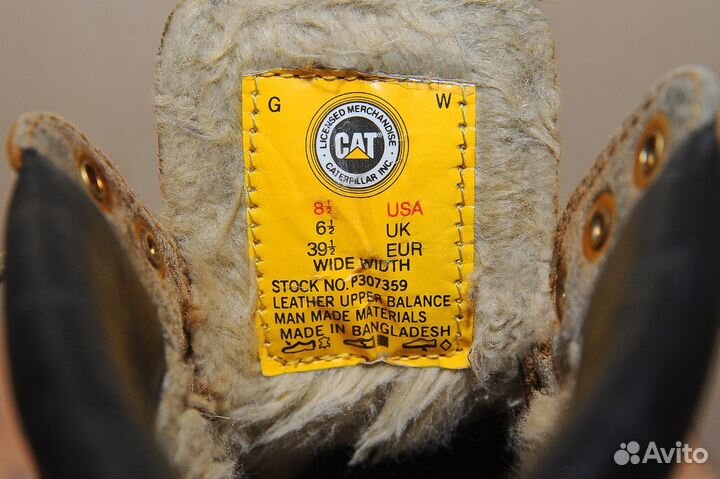 G W
LICENSED MERCHANDISE
CAT
CATERPILLAR INC.
8½ USA
6½ UK
39½ EUR
WIDE WIDTH
STOCK NO.P307359
LEATHER UPPER BALANCE
MAN MADE MATERIALS
MADE IN BANGLADESH
Avito